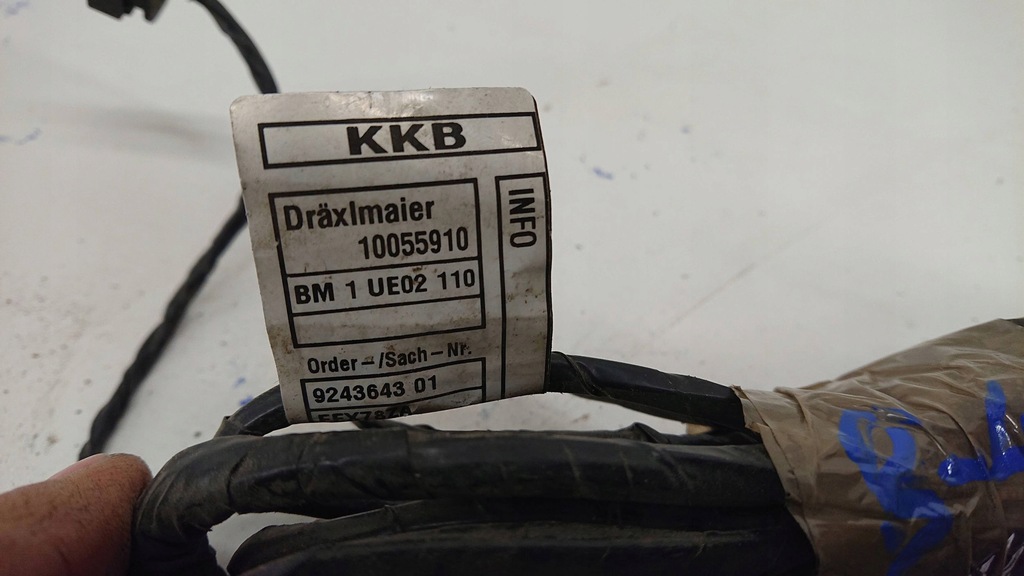 KKB
Dräxlmaier
10055910
BM 1 UE02 110
INFO
Order-/Sach-Nr.
9243643 01